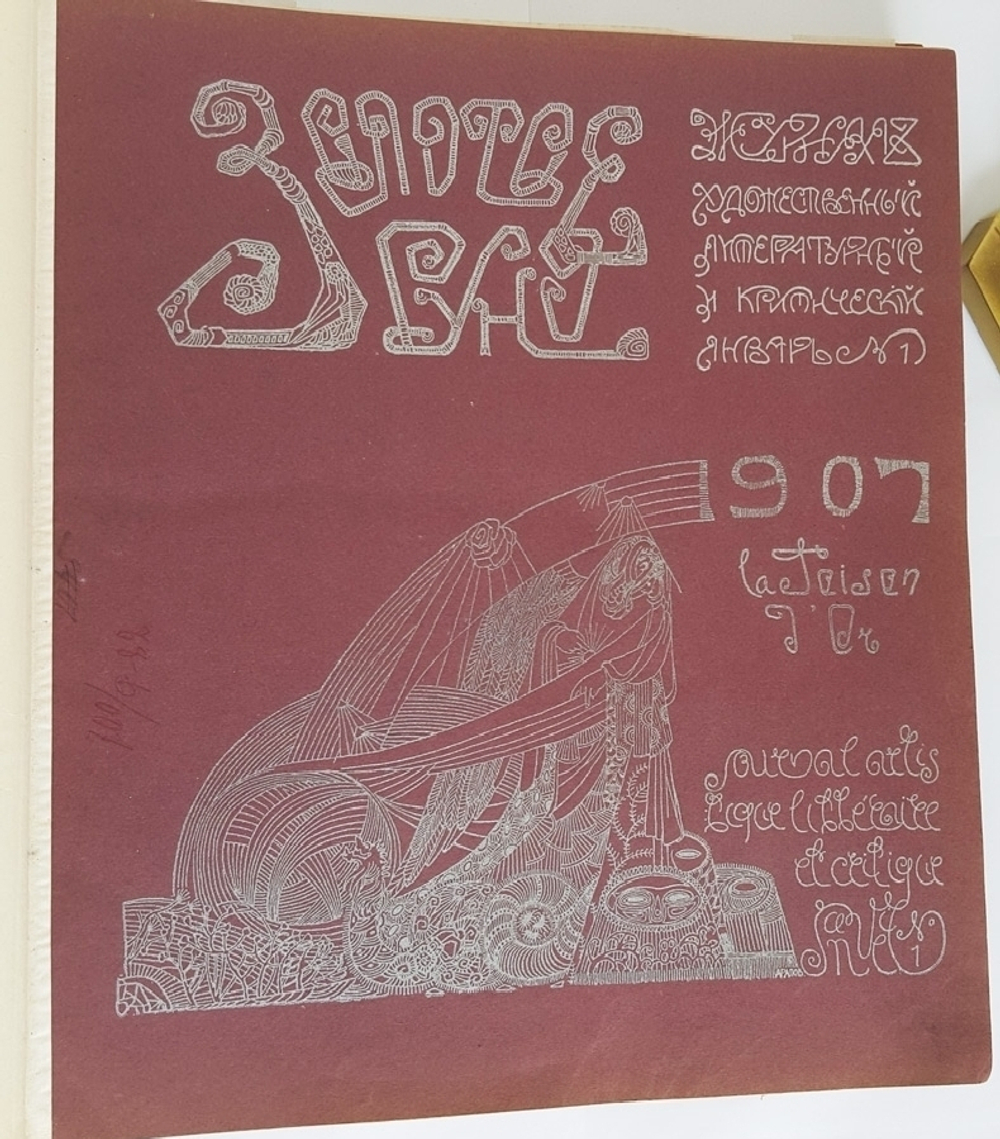 Золотое
Руно
Журналъ
художественный
литературный
и критическій
январь № 1
1907
La Toison
d'Or
journal artis
tique littéraire
et critique
Janv № 1